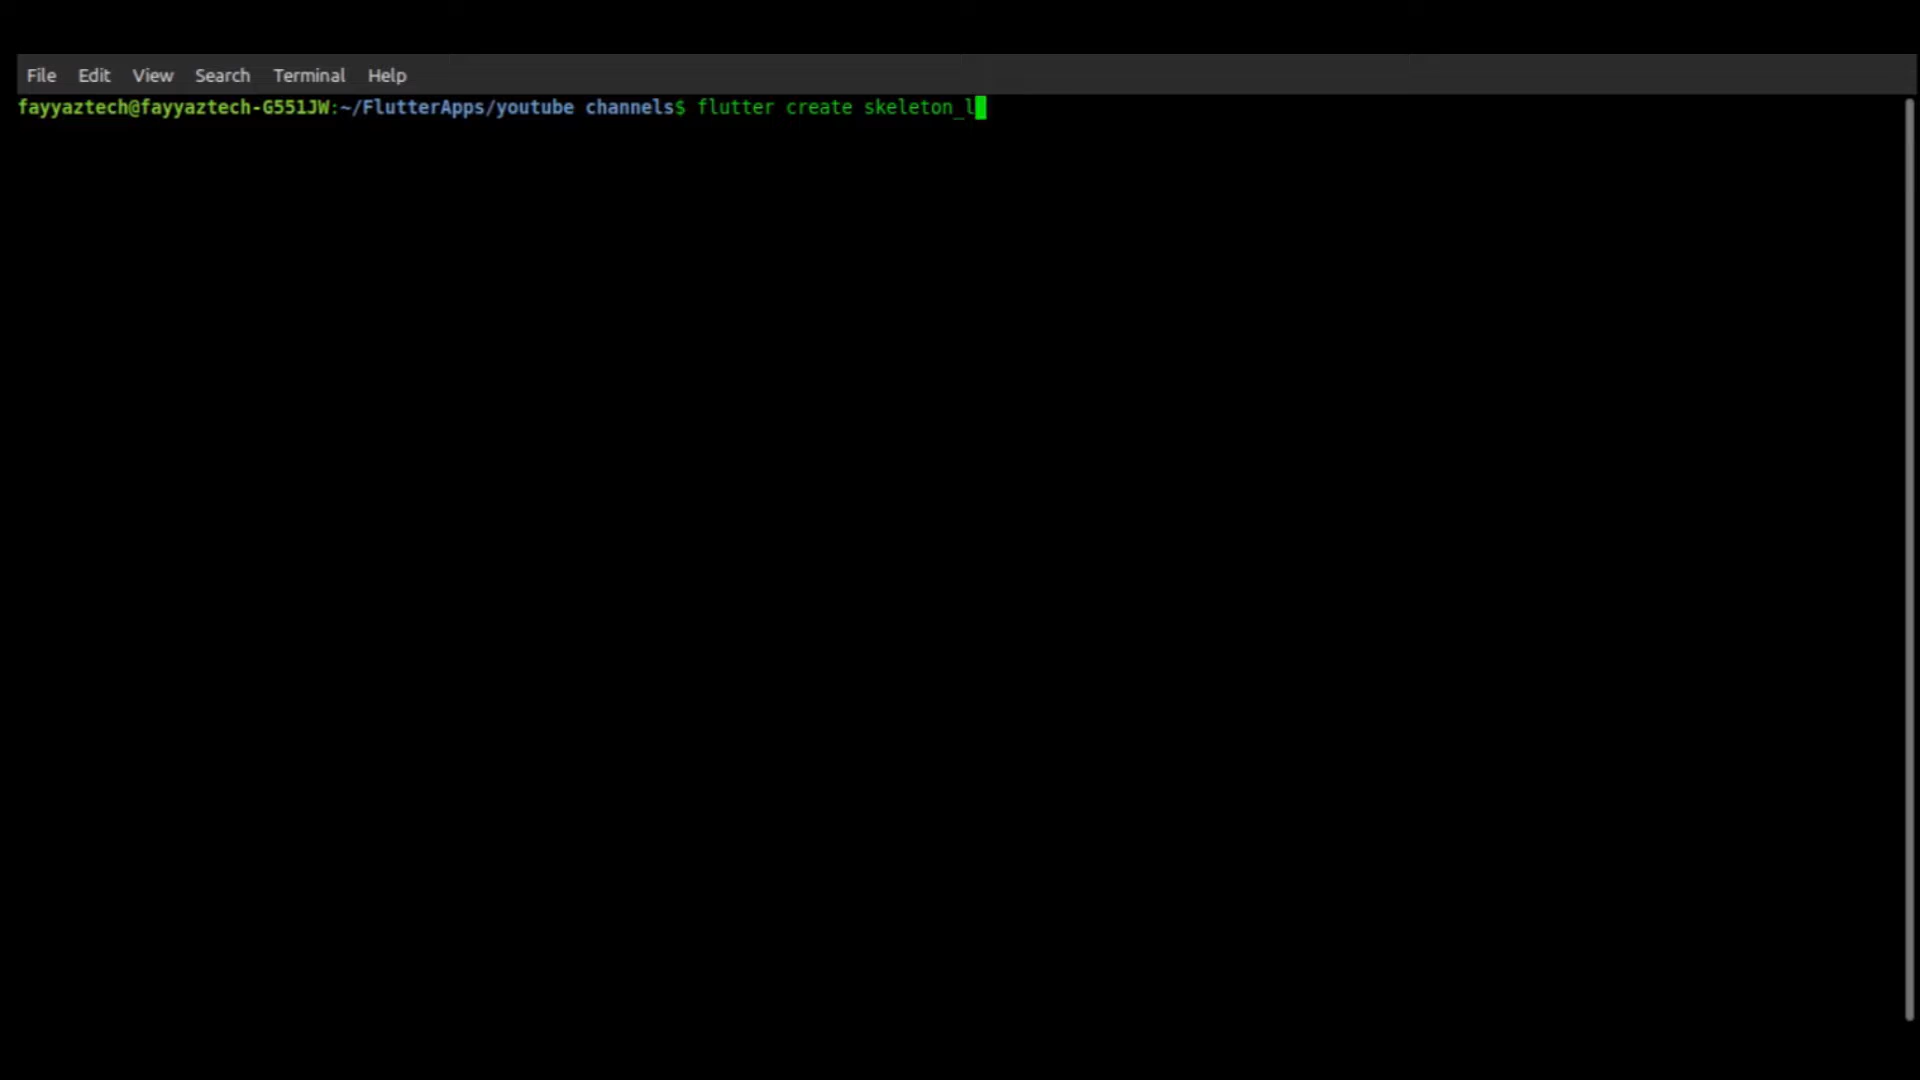 File Edit View Search Terminal Help
fayyaztech@fayyaztech-G551JW:~/FlutterApps/youtube channels$ flutter create skeleton_l